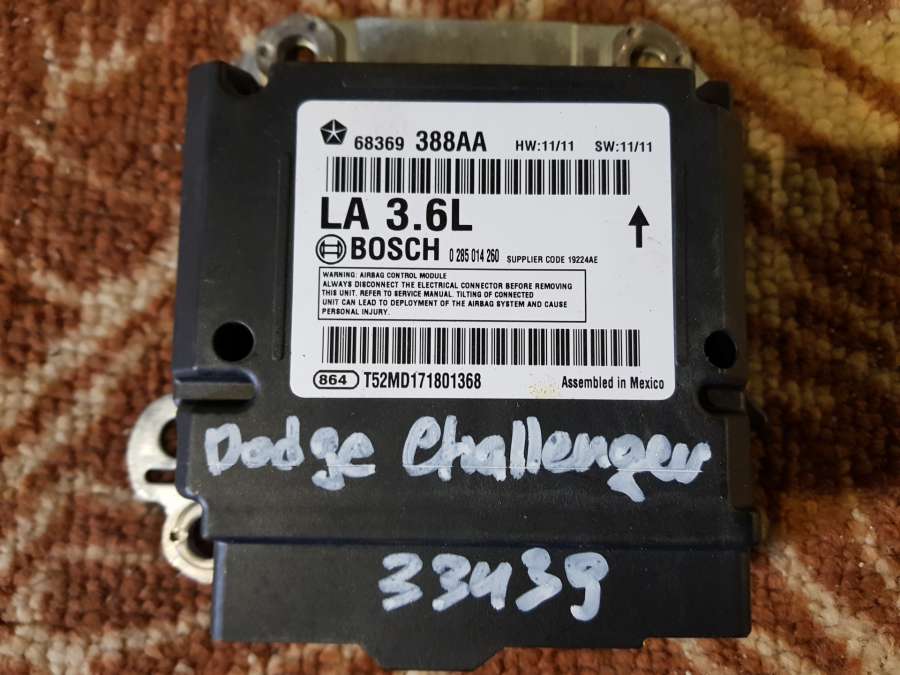 68369 388AA HW:11/11 SW:11/11
LA 3.6L
BOSCH 0 285 014 260 SUPPLIER CODE 19224AE
WARNING: AIRBAG CONTROL MODULE
ALWAYS DISCONNECT THE ELECTRICAL CONNECTOR BEFORE REMOVING
THIS UNIT. REFER TO SERVICE MANUAL. TILTING OF CONNECTED
UNIT CAN LEAD TO DEPLOYMENT OF THE AIRBAG SYSTEM AND CAUSE
PERSONAL INJURY.
864 T52MD171801368 Assembled in Mexico
Dodge Challenger
33439